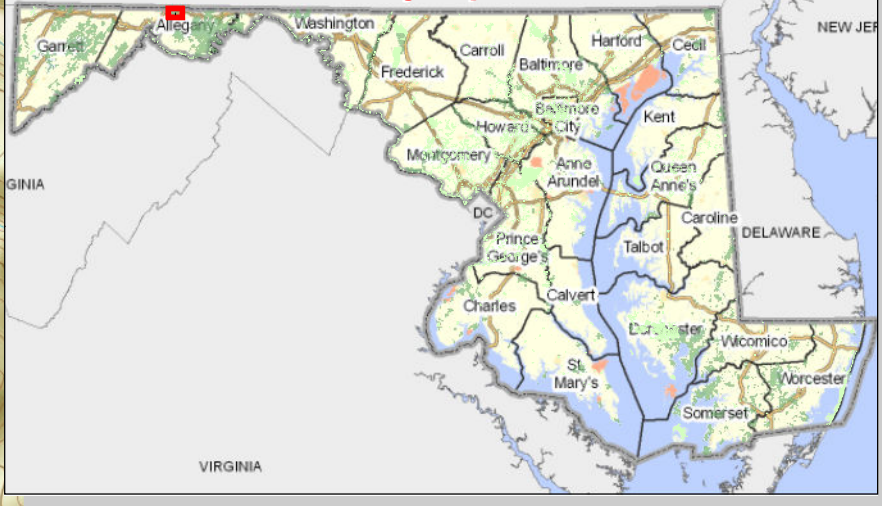 NEW JER
Garrett
Allegany
Washington
Carroll
Harford
Cecil
Frederick
Baltimore
Baltimore
City
Kent
Howard
Montgomery
Anne
Arundel
Queen
Anne's
GINIA
DC
Caroline
DELAWARE
Prince
George's
Talbot
Charles
Calvert
Dorchester
Wicomico
St.
Mary's
Worcester
Somerset
VIRGINIA